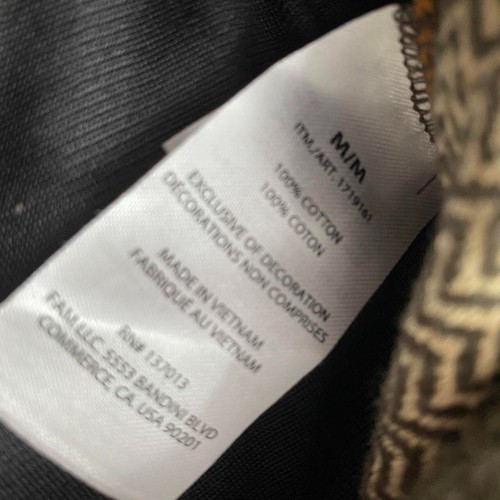 M/M
ITM./ART. 1719161
100% COTTON
100% COTON
EXCLUSIVE OF DECORATION
DÉCORATIONS NON COMPRISES
MADE IN VIETNAM
FABRIQUÉ AU VIETNAM
RN# 137013
FAM LLC. 5553 BANDINI BLVD
COMMERCE, CA. USA 90201